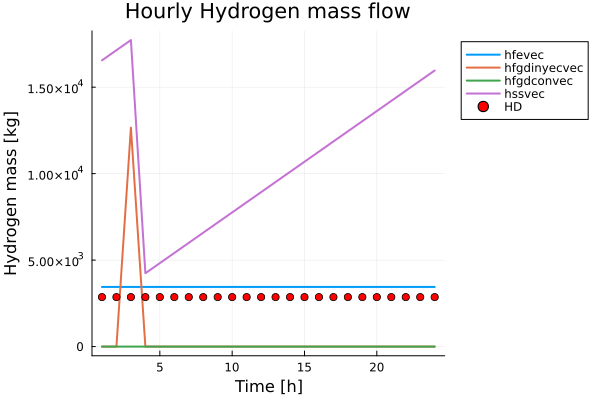 Hourly Hydrogen mass flow
Hydrogen mass [kg]
1.50×10⁴
1.00×10⁴
5.00×10³
0
5
10
15
20
Time [h]
hfevec
hfgdinyecvec
hfgdconvec
hssvec
HD